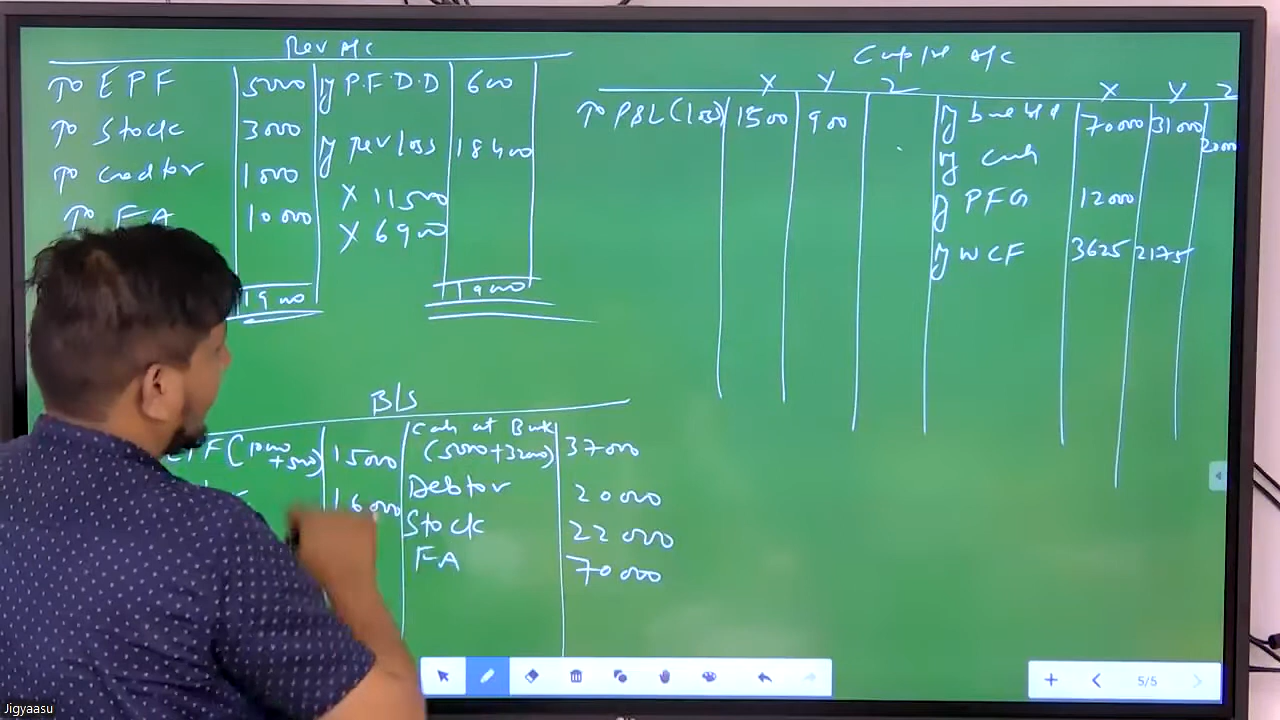 Rev A/c
To EPF 5000 By P.F.D.D 600
To Stock 3000
By Rev loss 18400
To creditor 1000
X 11500
To FA 10000
X 6900
19000 19000
Capital A/c
X Y Z X Y Z
To P&L (loss) 1500 900 By bal b/d 70000 31000
By cash 20000
By PFG 12000
By WCF 3625 2175
B/S
EPF (10000 + 5000) 15000 Cash at Bank (5000+32000) 37000
16000 Debtor 20000
Stock 22000
FA 70000
5/5
Jigyaasu